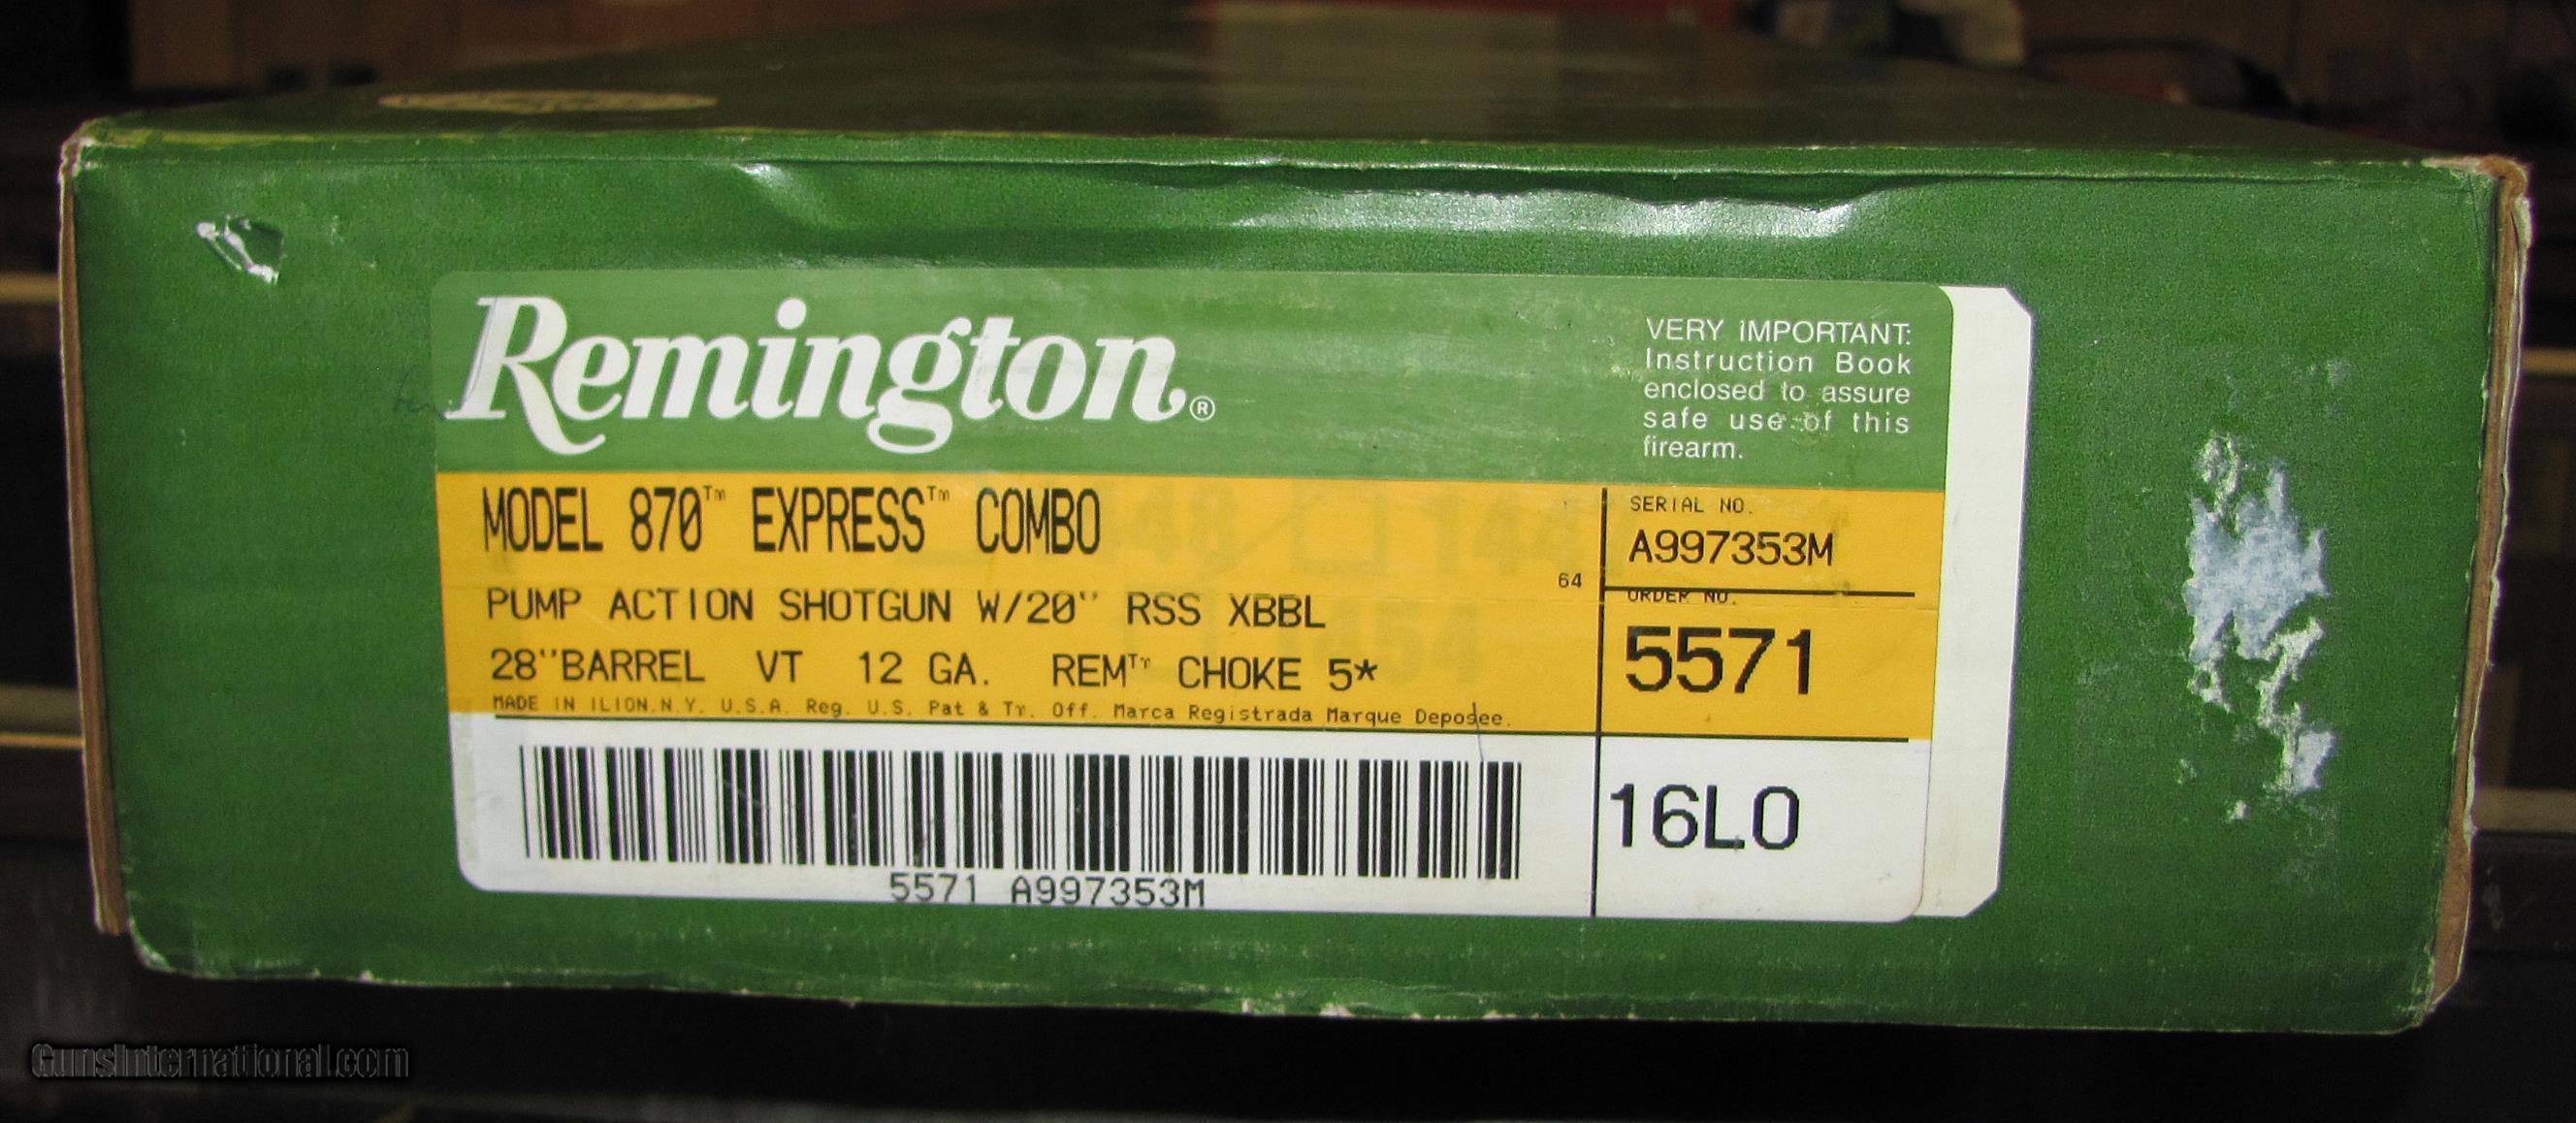 Remington®
VERY IMPORTANT:
Instruction Book
enclosed to assure
safe use of this
firearm.
MODEL 870™ EXPRESS™ COMBO
PUMP ACTION SHOTGUN W/20" RSS XBBL
64
28"BARREL VT 12 GA. REM™ CHOKE 5*
MADE IN ILION.N.Y. U.S.A. Reg. U.S. Pat & Tr. Off. Marca Registrada Marque Deposee.
SERIAL NO.
A997353M
ORDER NO.
5571
16LO
5571 A997353M
GunsInternational.com